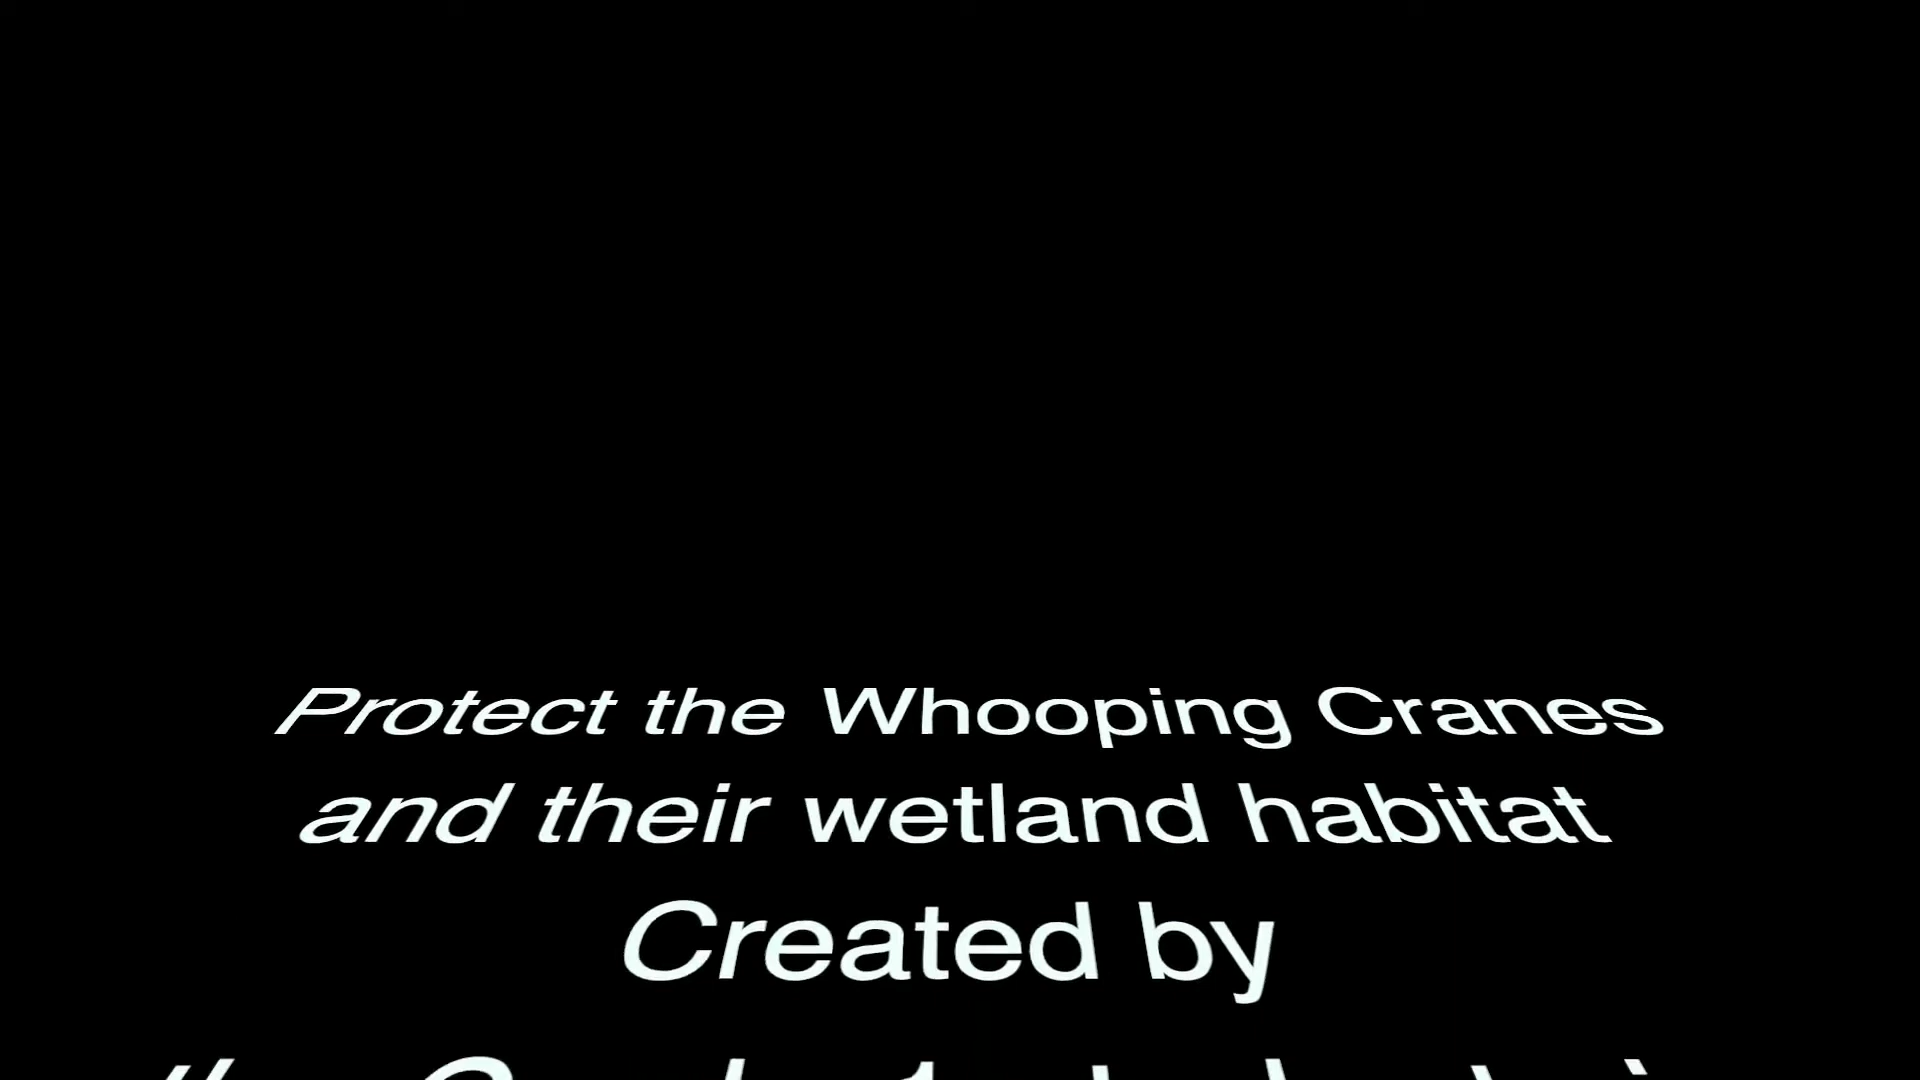 Protect the Whooping Cranes
and their wetland habitat
Created by